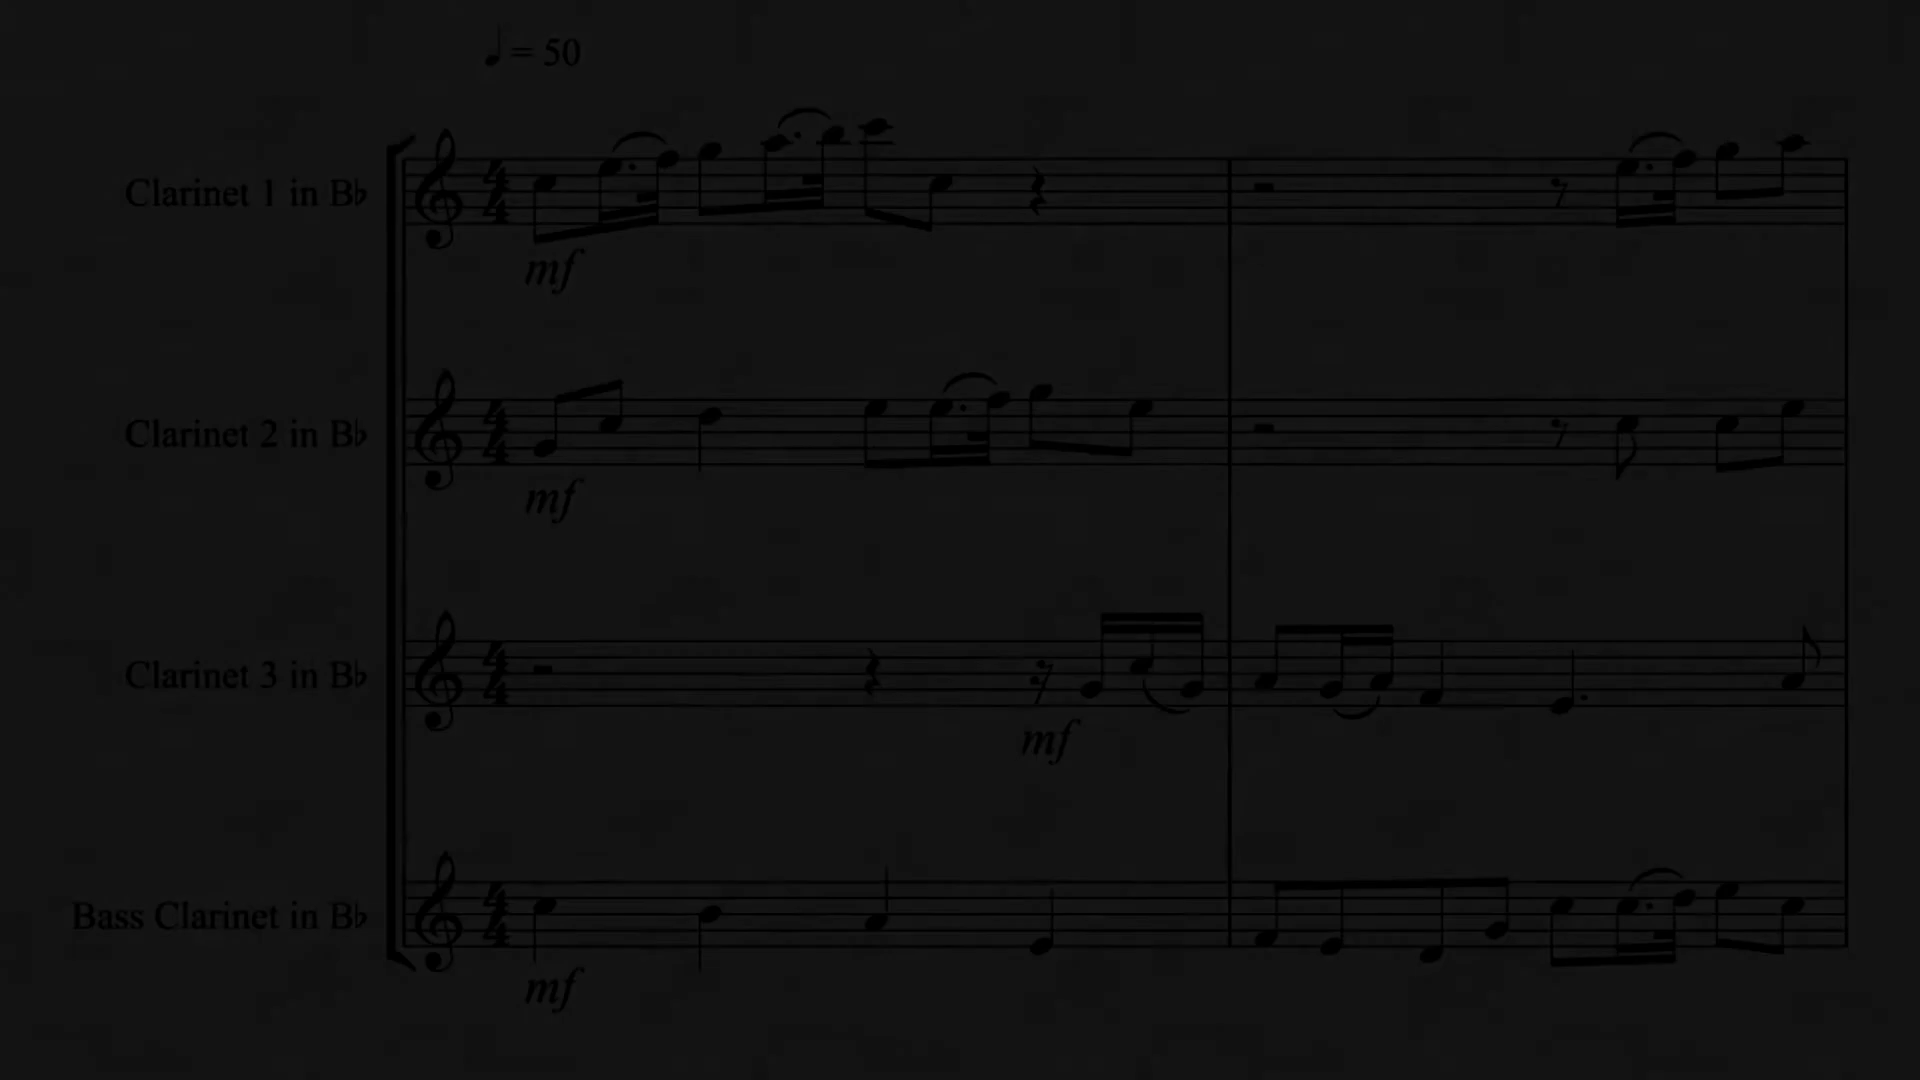 ♩ = 50
Clarinet 1 in B♭
mf
Clarinet 2 in B♭
mf
Clarinet 3 in B♭
mf
Bass Clarinet in B♭
mf